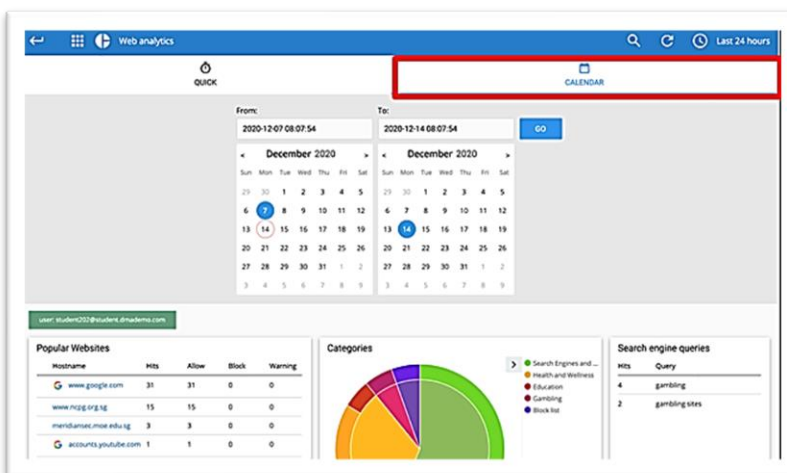 Web analytics Last 24 hours
QUICK CALENDAR
From: To:
2020-12-07 08:07:54 2020-12-14 08:07:54 GO
< December 2020 > < December 2020 >
Sun Mon Tue Wed Thu Fri Sat Sun Mon Tue Wed Thu Fri Sat
29 30 1 2 3 4 5 29 30 1 2 3 4 5
6 7 8 9 10 11 12 6 7 8 9 10 11 12
13 14 15 16 17 18 19 13 14 15 16 17 18 19
20 21 22 23 24 25 26 20 21 22 23 24 25 26
27 28 29 30 31 1 2 27 28 29 30 31 1 2
3 4 5 6 7 8 9 3 4 5 6 7 8 9
user: student202@student.dmademo.com
Popular Websites Categories Search engine queries
Hostname Hits Allow Block Warning > Search Engines and ... Hits Query
Health and Wellness
www.google.com 31 31 0 0 Education 4 gambling
Gambling
www.ncpg.org.sg 15 15 0 0 Block list 2 gambling sites
meridiansec.moe.edu.sg 3 3 0 0
accounts.youtube.com 1 1 0 0